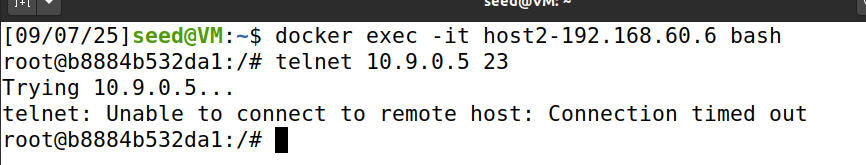 seed@VM: ~
[09/07/25]seed@VM:~$ docker exec -it host2-192.168.60.6 bash
root@b8884b532da1:/# telnet 10.9.0.5 23
Trying 10.9.0.5...
telnet: Unable to connect to remote host: Connection timed out
root@b8884b532da1:/#